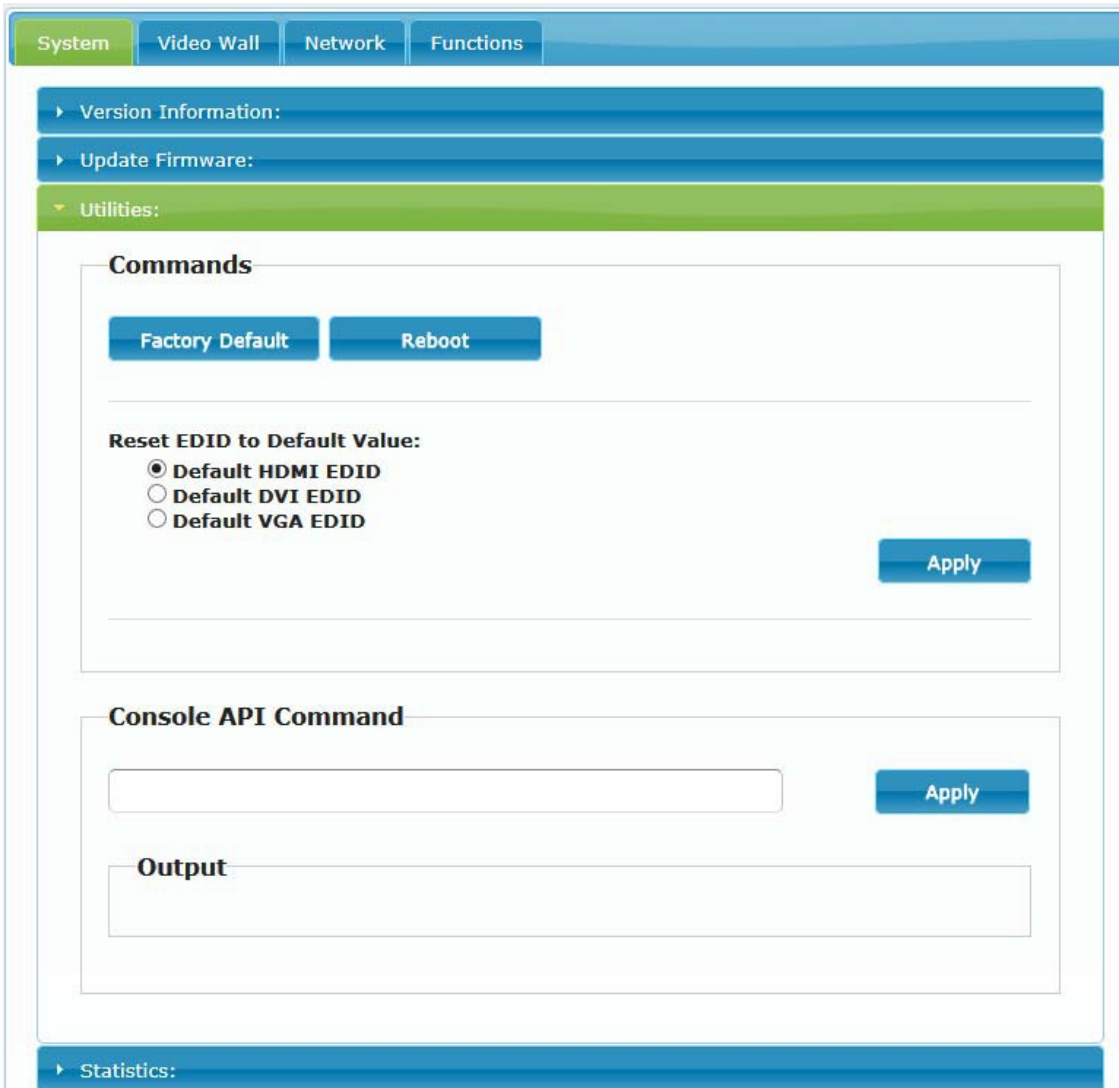 System Video Wall Network Functions
Version Information:
Update Firmware:
Utilities:
Commands
Factory Default Reboot
Reset EDID to Default Value:
Default HDMI EDID
Default DVI EDID
Default VGA EDID
Apply
Console API Command
Apply
Output
Statistics: